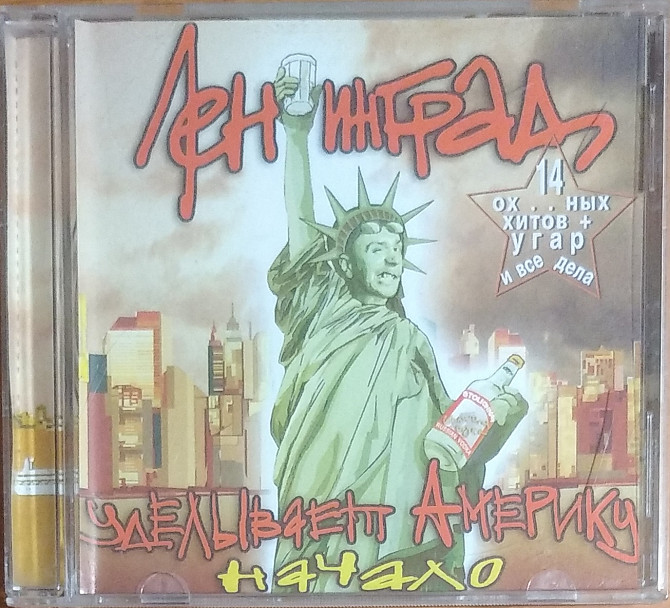 Ленинград
14
ох . . ных
хитов +
угар
и все дела
уделывает Америку
начало